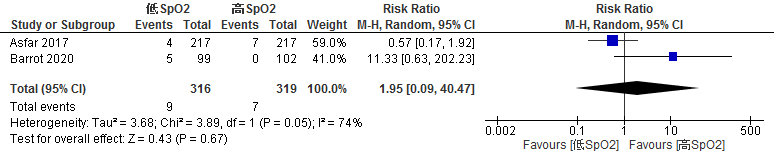 低SpO2 高SpO2 Risk Ratio Risk Ratio
Study or Subgroup Events Total Events Total Weight M-H, Random, 95% CI M-H, Random, 95% CI
Asfar 2017 4 217 7 217 59.0% 0.57 [0.17, 1.92]
Barrot 2020 5 99 0 102 41.0% 11.33 [0.63, 202.23]
Total (95% CI) 316 319 100.0% 1.95 [0.09, 40.47]
Total events 9 7
Heterogeneity: Tau² = 3.68; Chi² = 3.89, df = 1 (P = 0.05); I² = 74%
Test for overall effect: Z = 0.43 (P = 0.67)
0.002 0.1 1 10 500
Favours [低SpO2] Favours [高SpO2]